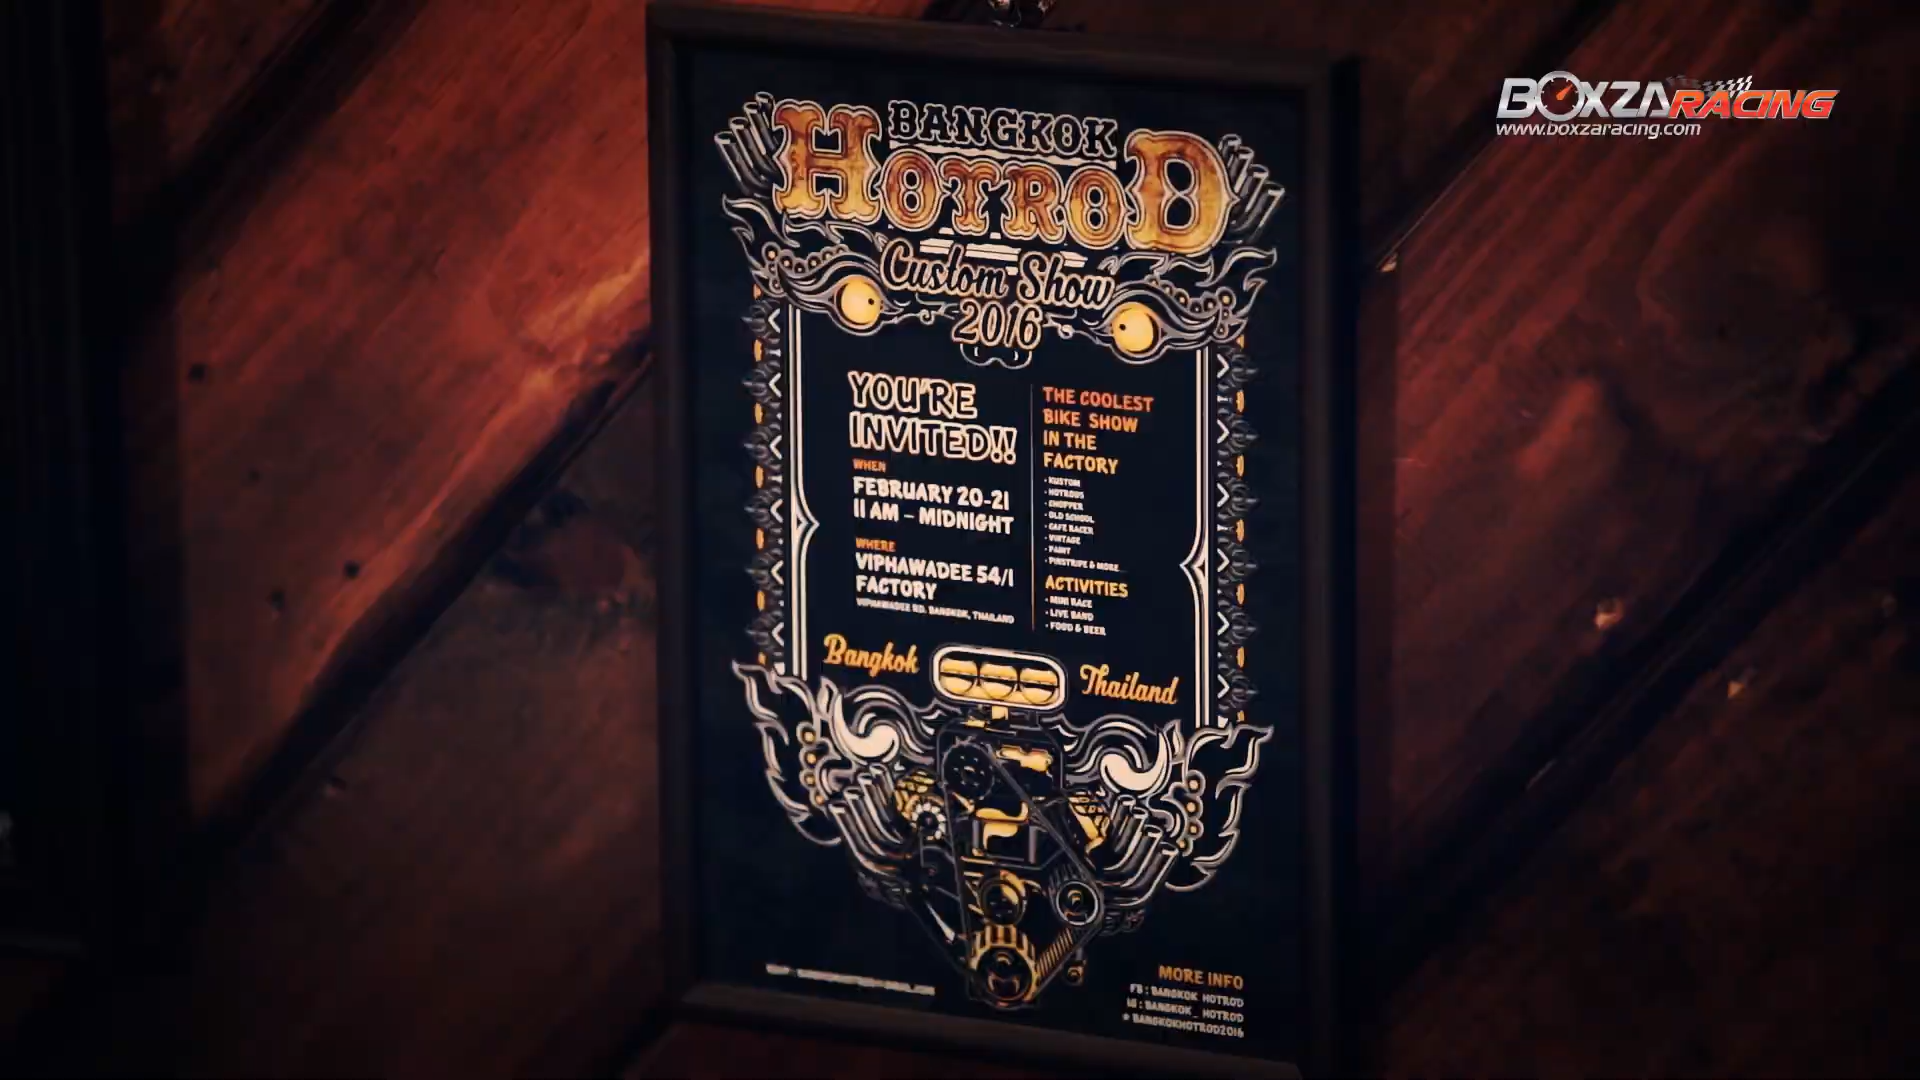 BOXZARACING
www.boxzaracing.com
BANGKOK
HOTROD
Custom Show
2016
YOU'RE
INVITED!!
WHEN
FEBRUARY 20-21
11 AM - MIDNIGHT
WHERE
VIPHAWADEE 54/1
FACTORY
VIPHAWADEE RD. BANGKOK, THAILAND
THE COOLEST
BIKE SHOW
IN THE
FACTORY
• KUSTOM
• HOTRODS
• CHOPPER
• OLD SCHOOL
• CAFE RACER
• VINTAGE
• PAINT
• PINSTRIPE & MORE
ACTIVITIES
• MINI RACE
• LIVE BAND
• FOOD & BEER
Bangkok
Thailand
MORE INFO
FB : BANGKOK HOTROD
IG : BANGKOK_ HOTROD
# BANGKOKHOTROD2016